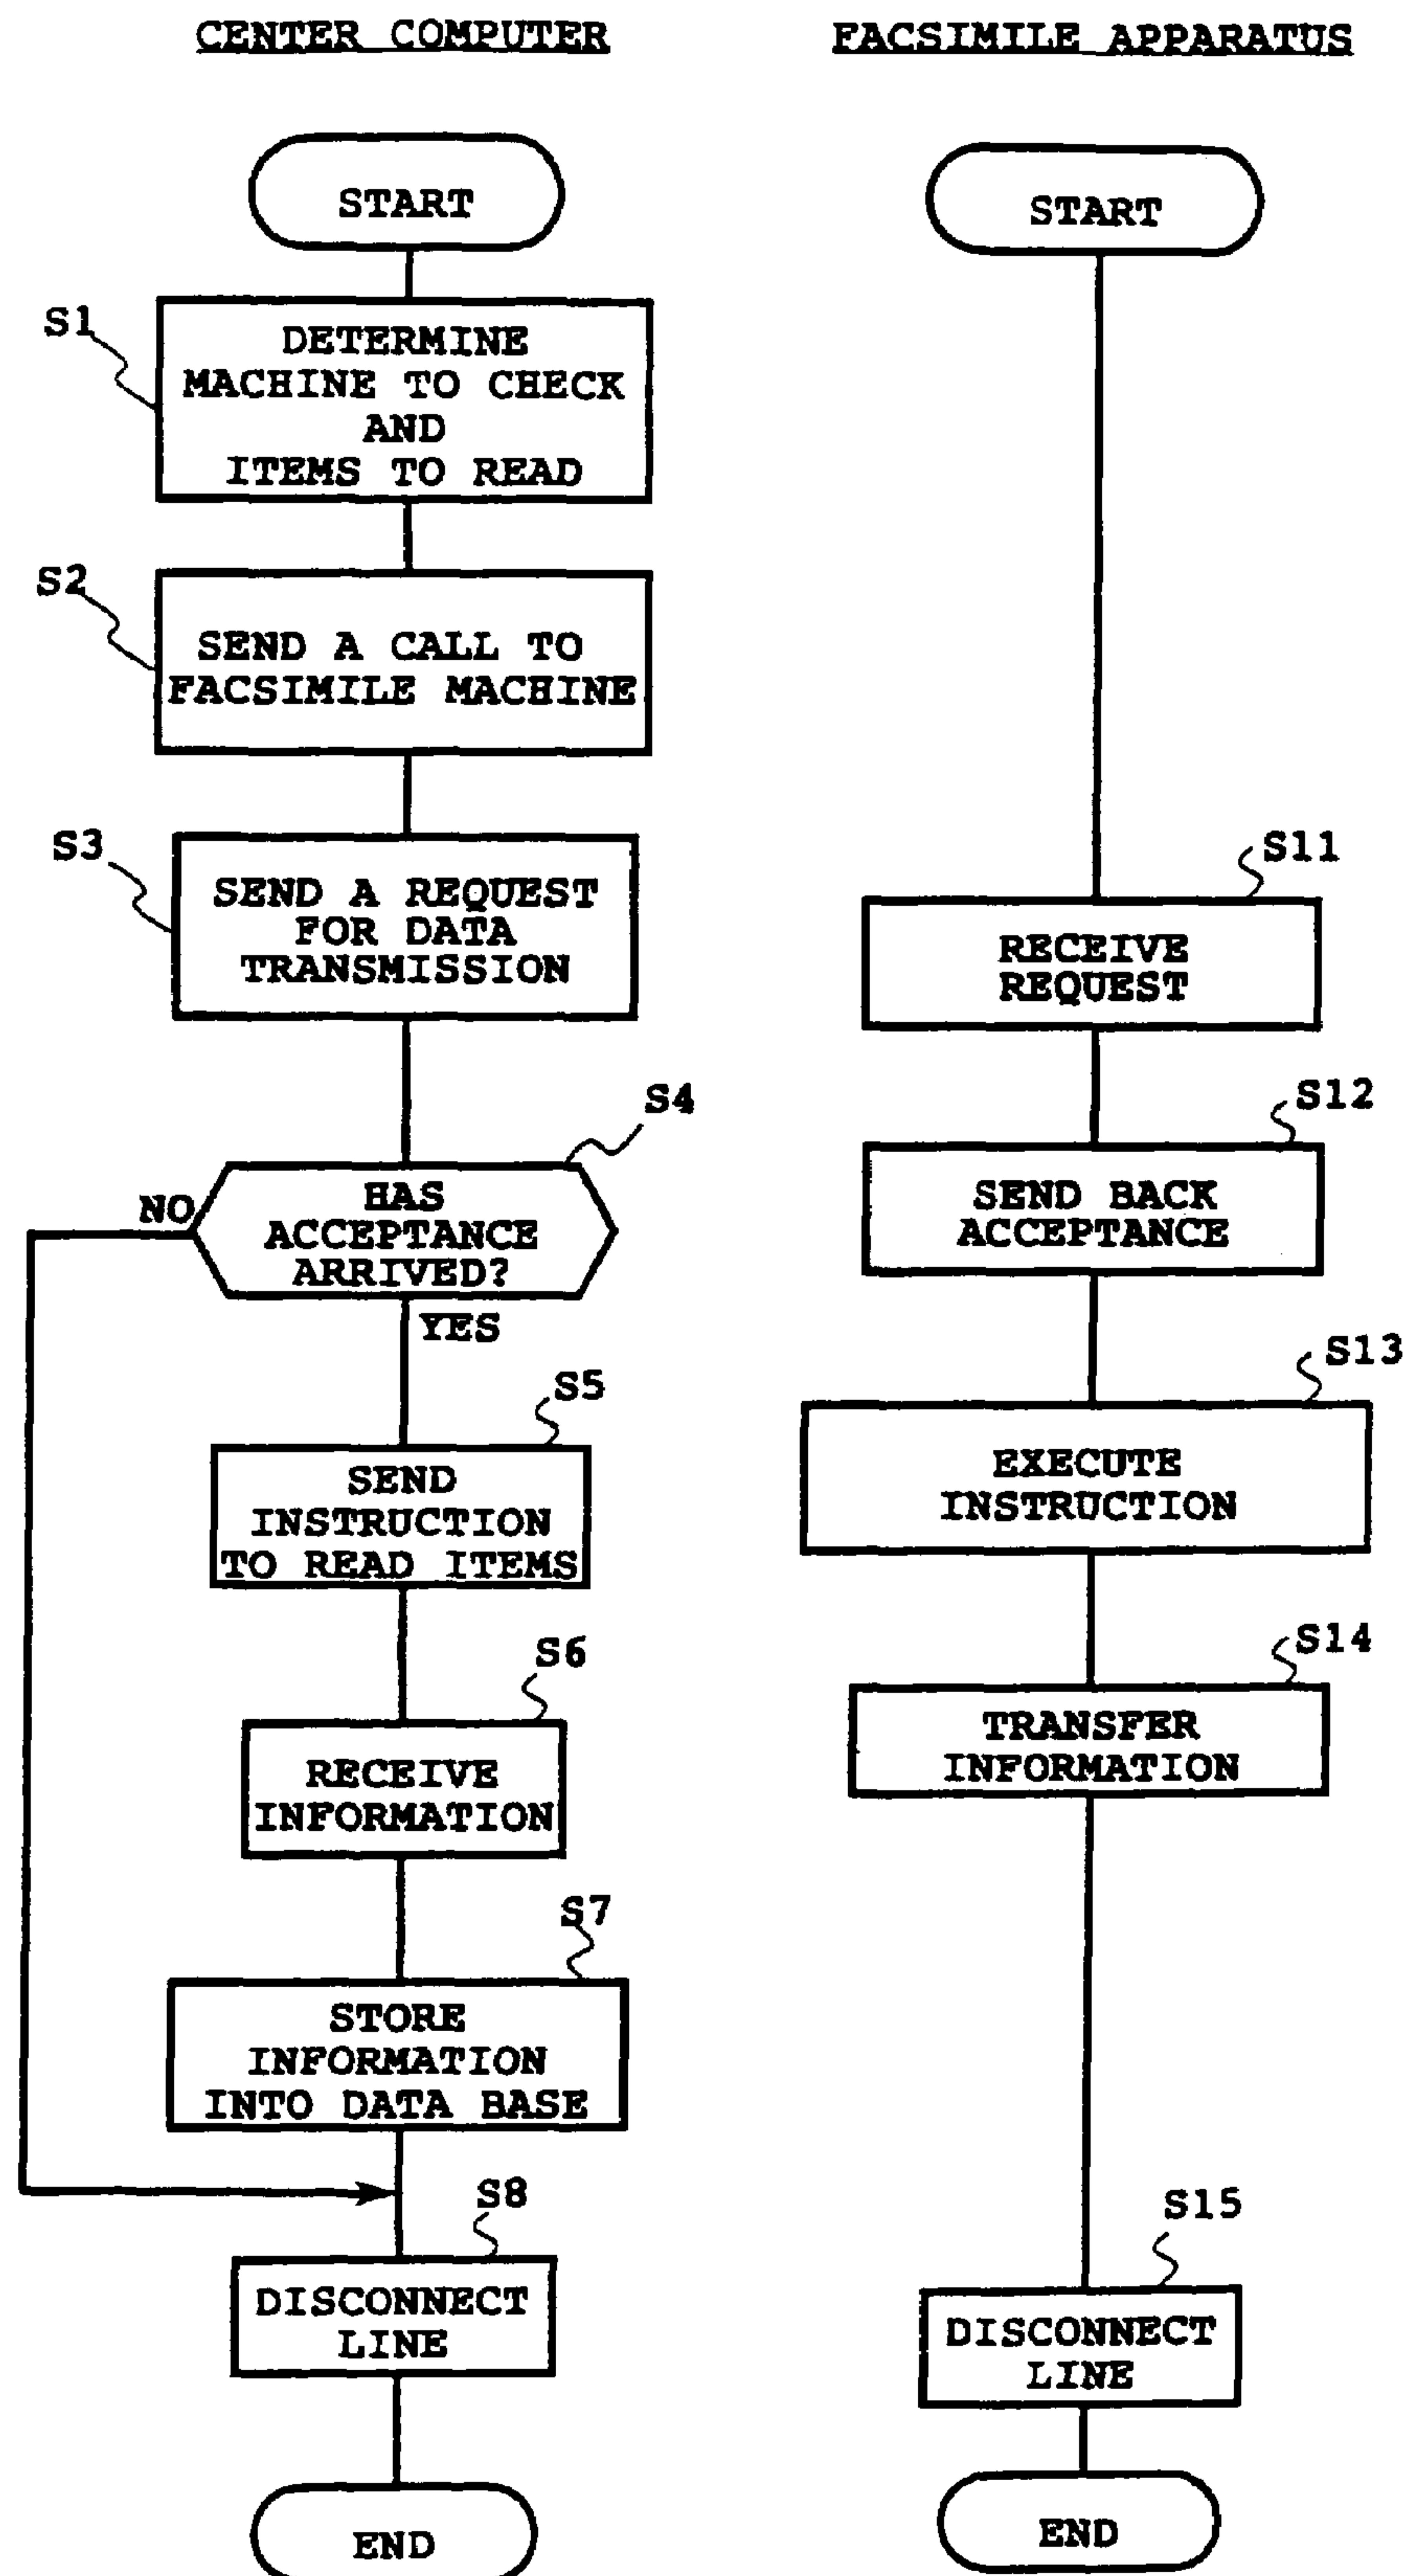 CENTER COMPUTER
START
S1
DETERMINE
MACHINE TO CHECK
AND
ITEMS TO READ
S2
SEND A CALL TO
FACSIMILE MACHINE
S3
SEND A REQUEST
FOR DATA
TRANSMISSION
S4
HAS
ACCEPTANCE
ARRIVED?
NO
YES
S5
SEND
INSTRUCTION
TO READ ITEMS
S6
RECEIVE
INFORMATION
S7
STORE
INFORMATION
INTO DATA BASE
S8
DISCONNECT
LINE
END
FACSIMILE APPARATUS
START
S11
RECEIVE
REQUEST
S12
SEND BACK
ACCEPTANCE
S13
EXECUTE
INSTRUCTION
S14
TRANSFER
INFORMATION
S15
DISCONNECT
LINE
END